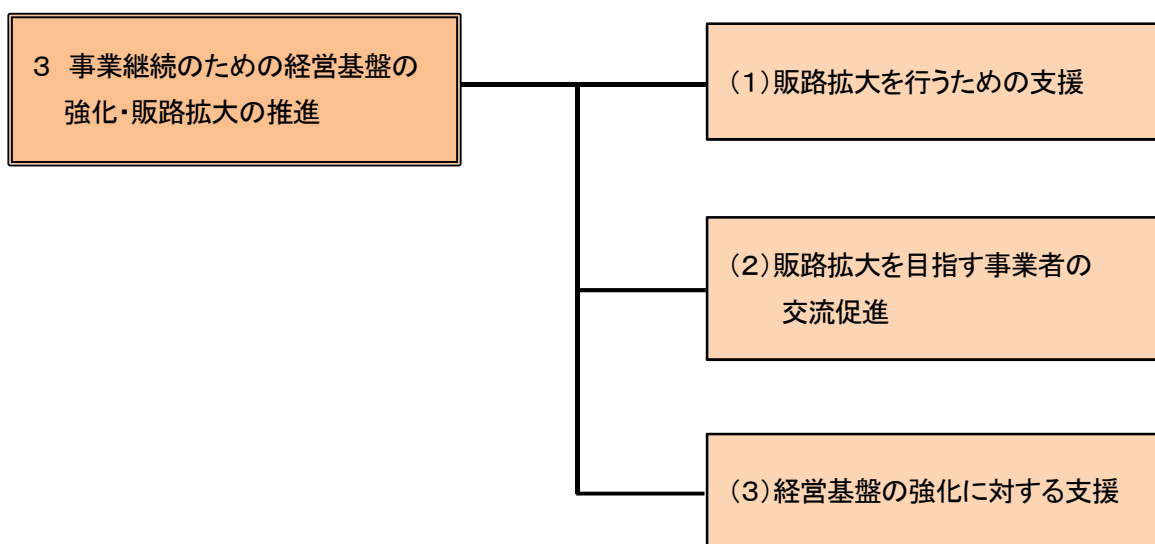 ３　事業継続のための経営基盤の
強化・販路拡大の推進
（１）販路拡大を行うための支援
（２）販路拡大を目指す事業者の
交流促進
（３）経営基盤の強化に対する支援